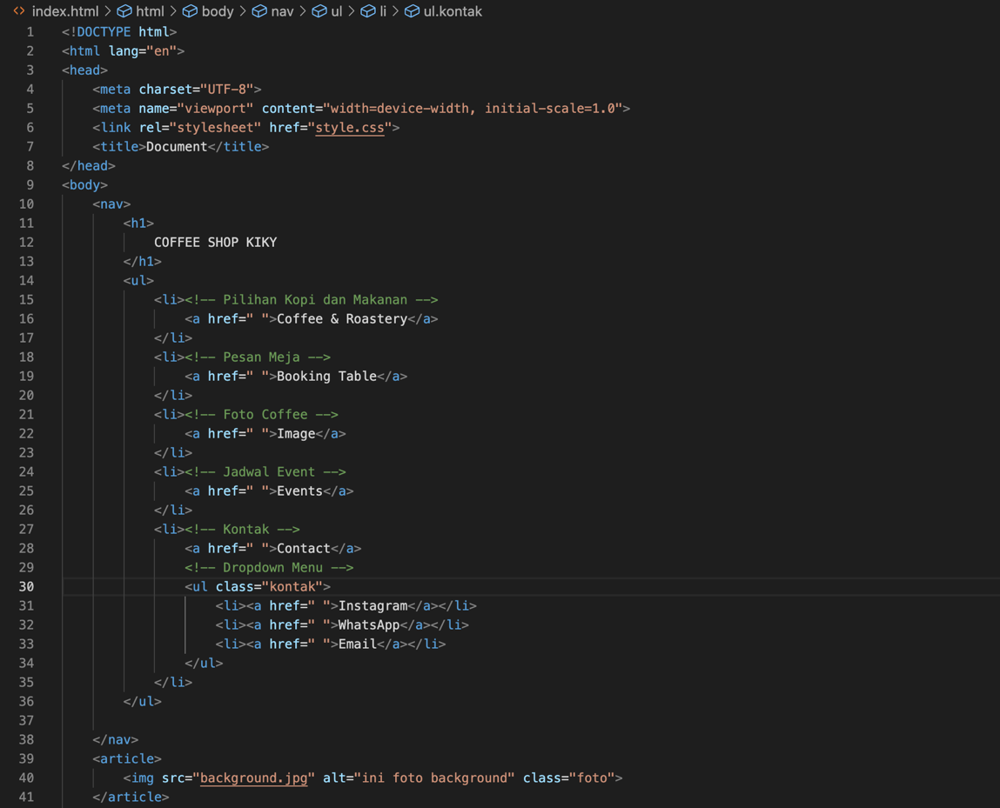 index.html > html > body > nav > ul > li > ul.kontak
1 <!DOCTYPE html>
2 <html lang="en">
3 <head>
4     <meta charset="UTF-8">
5     <meta name="viewport" content="width=device-width, initial-scale=1.0">
6     <link rel="stylesheet" href="style.css">
7     <title>Document</title>
8 </head>
9 <body>
10     <nav>
11         <h1>
12             COFFEE SHOP KIKY
13         </h1>
14         <ul>
15             <li><!-- Pilihan Kopi dan Makanan -->
16                 <a href=" ">Coffee & Roastery</a>
17             </li>
18             <li><!-- Pesan Meja -->
19                 <a href=" ">Booking Table</a>
20             </li>
21             <li><!-- Foto Coffee -->
22                 <a href=" ">Image</a>
23             </li>
24             <li><!-- Jadwal Event -->
25                 <a href=" ">Events</a>
26             </li>
27             <li><!-- Kontak -->
28                 <a href=" ">Contact</a>
29                 <!-- Dropdown Menu -->
30                 <ul class="kontak">
31                     <li><a href=" ">Instagram</a></li>
32                     <li><a href=" ">WhatsApp</a></li>
33                     <li><a href=" ">Email</a></li>
34                 </ul>
35             </li>
36         </ul>
37
38     </nav>
39     <article>
40         <img src="background.jpg" alt="ini foto background" class="foto">
41     </article>